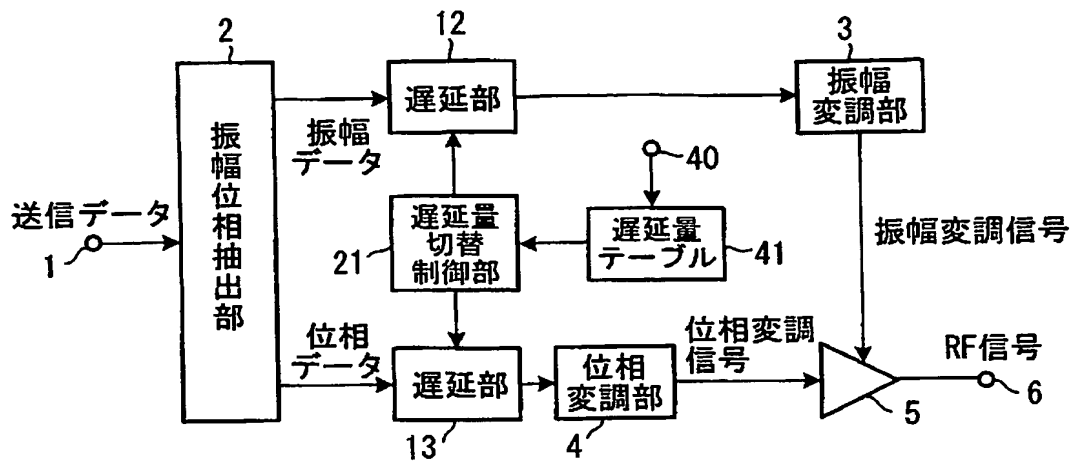 2
12
3
振幅位相抽出部
遅延部
振幅
変調部
振幅
データ
40
送信データ
1
遅延量
切替
制御部
21
遅延量
テーブル
41
振幅変調信号
位相
データ
遅延部
13
位相
変調部
4
位相変調
信号
5
RF信号
6